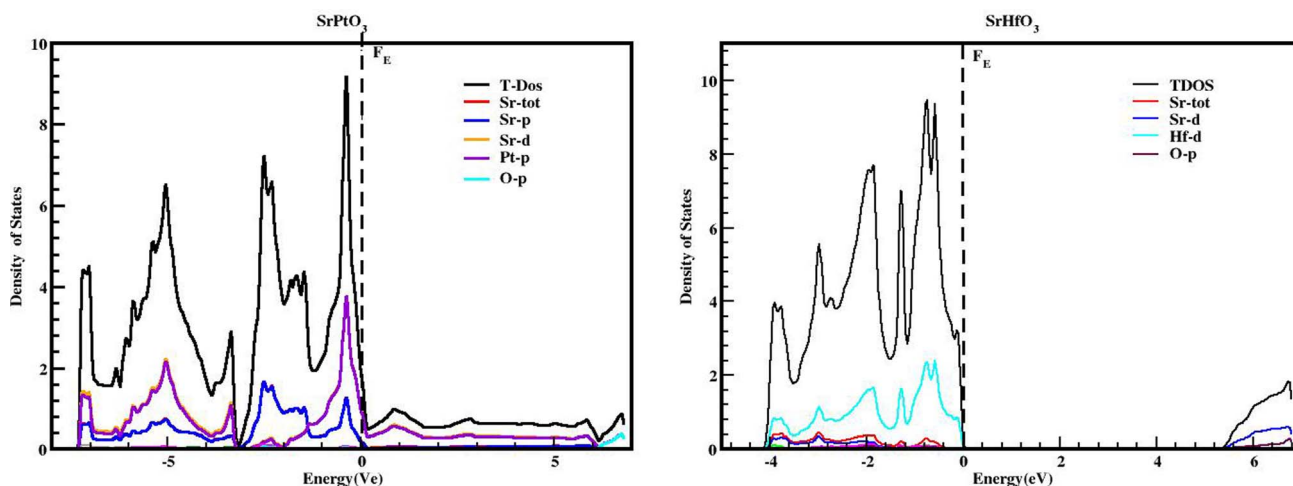 SrPtO3
10
8
6
4
2
0
Density of States
FE
T-Dos
Sr-tot
Sr-p
Sr-d
Pt-p
O-p
-5
0
5
Energy(Ve)
SrHfO3
10
8
6
4
2
0
Density of States
FE
TDOS
Sr-tot
Sr-d
Hf-d
O-p
-4
-2
0
2
4
6
Energy(eV)